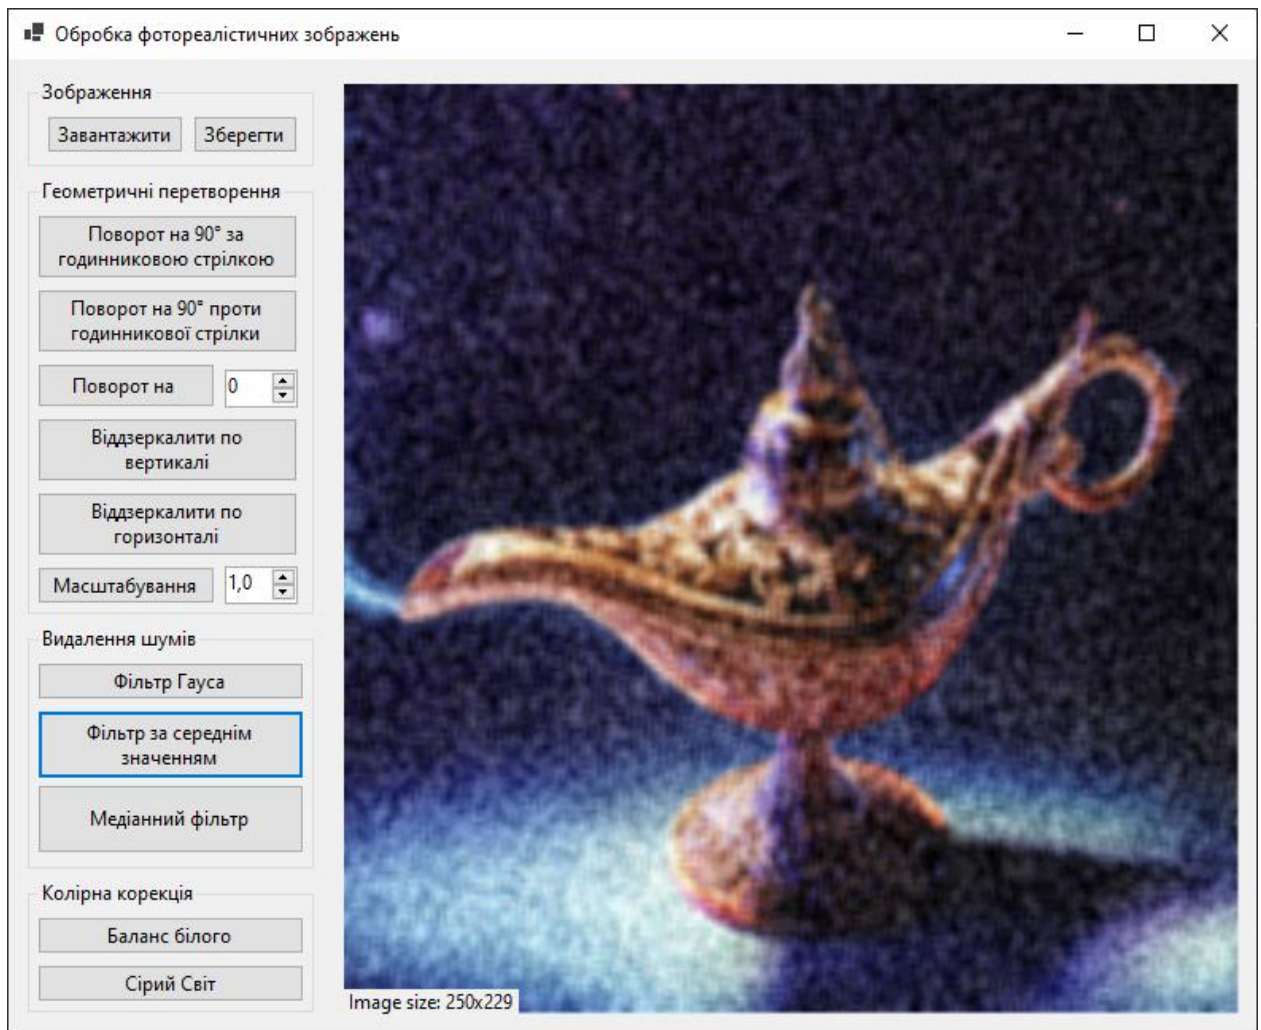 Обробка фотореалістичних зображень
Зображення
Завантажити
Зберегти
Геометричні перетворення
Поворот на 90° за
годинниковою стрілкою
Поворот на 90° проти
годинникової стрілки
Поворот на
0
Віддзеркалити по
вертикалі
Віддзеркалити по
горизонталі
Масштабування
1,0
Видалення шумів
Фільтр Гауса
Фільтр за середнім
значенням
Медіанний фільтр
Колірна корекція
Баланс білого
Сірий Світ
Image size: 250x229